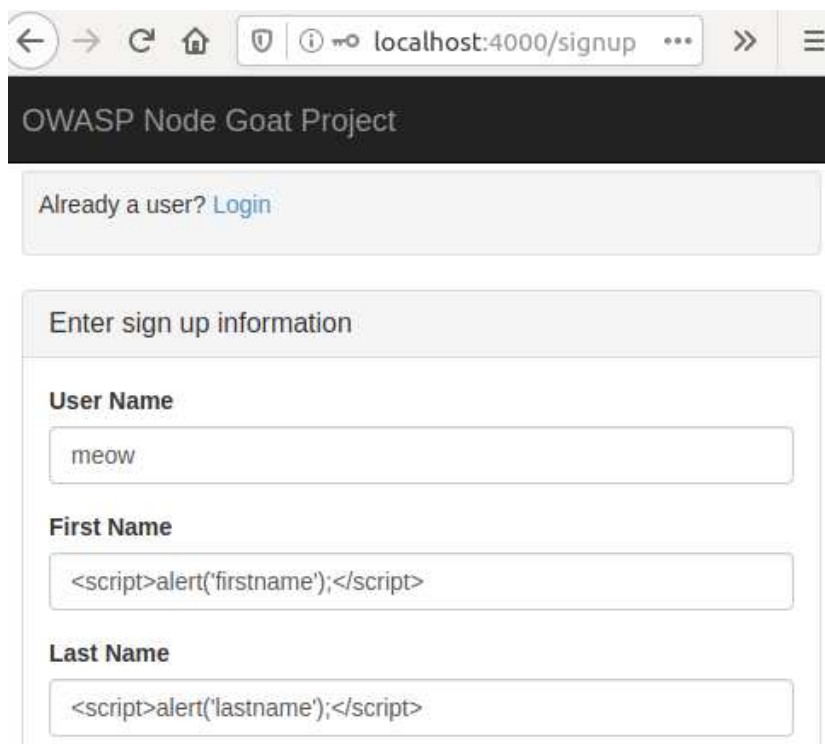 localhost:4000/signup
OWASP Node Goat Project
Already a user? Login
Enter sign up information
User Name
meow
First Name
<script>alert('firstname');</script>
Last Name
<script>alert('lastname');</script>